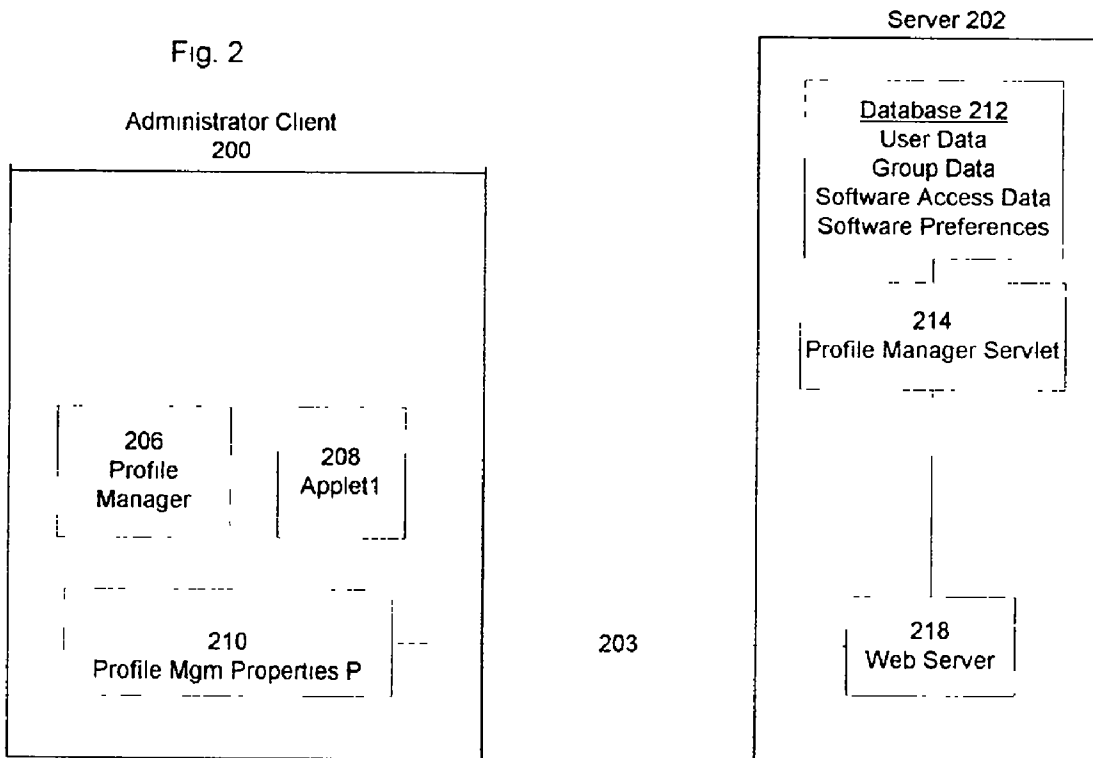 Fig. 2
Administrator Client
200
206
Profile
Manager
208
Applet1
210
Profile Mgm Properties P
203
Server 202
Database 212
User Data
Group Data
Software Access Data
Software Preferences
214
Profile Manager Servlet
218
Web Server